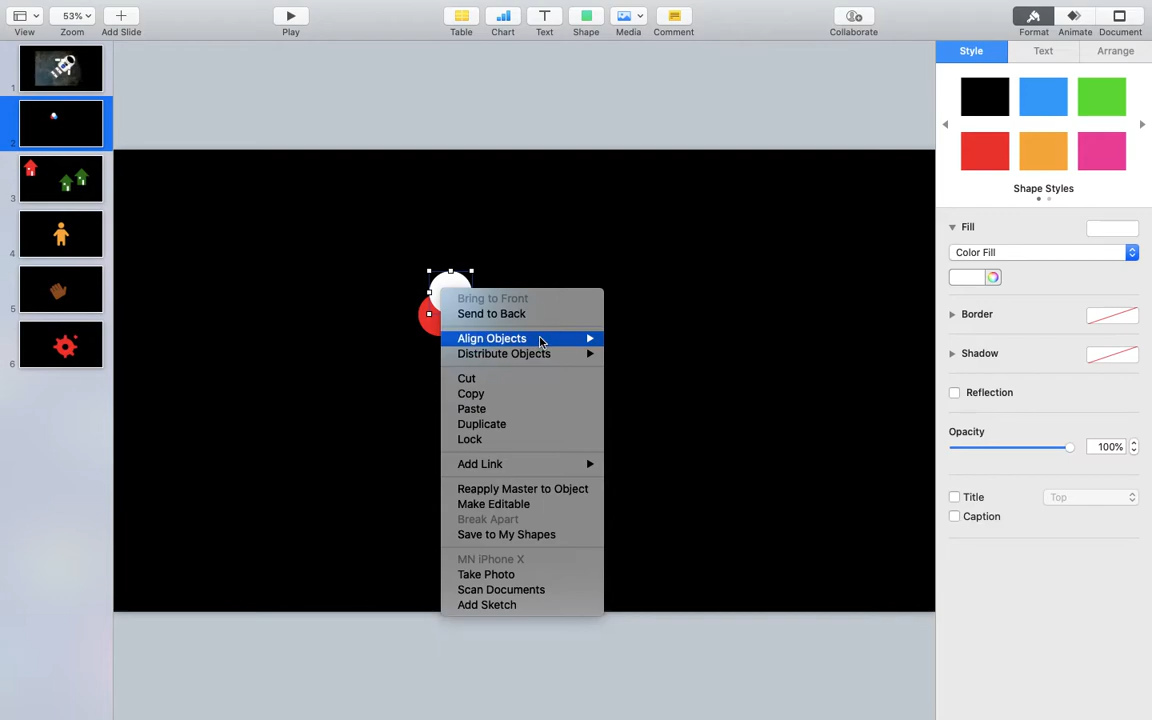 53%
View
Zoom
Add Slide
Play
Table
Chart
Text
Shape
Media
Comment
Collaborate
Format
Animate
Document
Style
Text
Arrange
1
2
3
4
5
6
Shape Styles
Fill
Color Fill
Border
Shadow
Reflection
Opacity
100%
Title
Top
Caption
Bring to Front
Send to Back
Align Objects
Distribute Objects
Cut
Copy
Paste
Duplicate
Lock
Add Link
Reapply Master to Object
Make Editable
Break Apart
Save to My Shapes
MN iPhone X
Take Photo
Scan Documents
Add Sketch